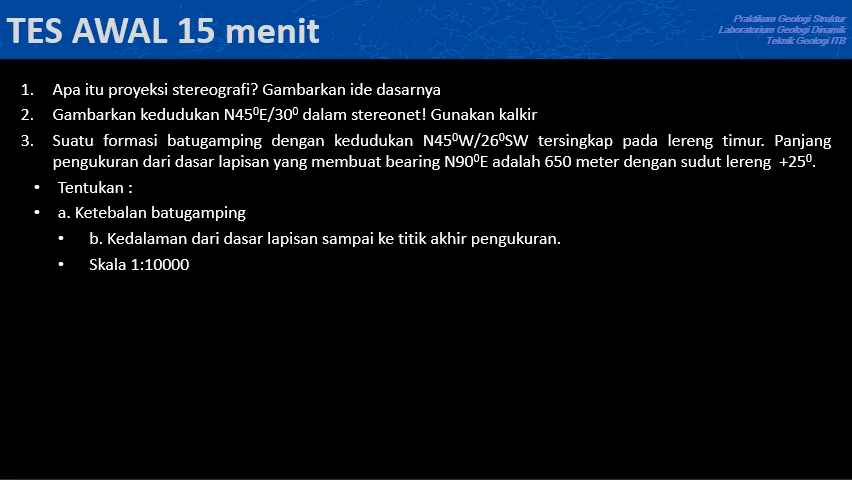 TES AWAL 15 menit
Praktikum Geologi Struktur
Laboratorium Geologi Dinamik
Teknik Geologi ITB
1. Apa itu proyeksi stereografi? Gambarkan ide dasarnya
2. Gambarkan kedudukan N45⁰E/30⁰ dalam stereonet! Gunakan kalkir
3. Suatu formasi batugamping dengan kedudukan N45⁰W/26⁰SW tersingkap pada lereng timur. Panjang
pengukuran dari dasar lapisan yang membuat bearing N90⁰E adalah 650 meter dengan sudut lereng +25⁰.
• Tentukan :
• a. Ketebalan batugamping
• b. Kedalaman dari dasar lapisan sampai ke titik akhir pengukuran.
• Skala 1:10000